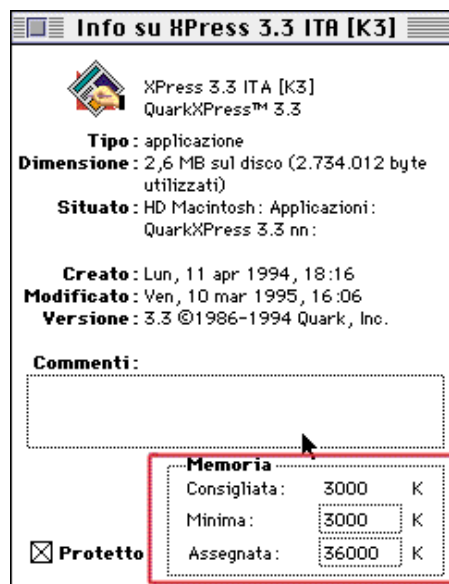 Info su XPress 3.3 ITA [K3]
XPress 3.3 ITA [K3]
QuarkXPress™ 3.3
Tipo: applicazione
Dimensione: 2,6 MB sul disco (2.734.012 byte
utilizzati)
Situato: HD Macintosh: Applicazioni:
QuarkXPress 3.3 nn:
Creato: Lun, 11 apr 1994, 18:16
Modificato: Ven, 10 mar 1995, 16:06
Versione: 3.3 ©1986-1994 Quark, Inc.
Commenti:
Memoria
Consigliata: 3000 K
Minima: 3000 K
Protetto Assegnata: 36000 K